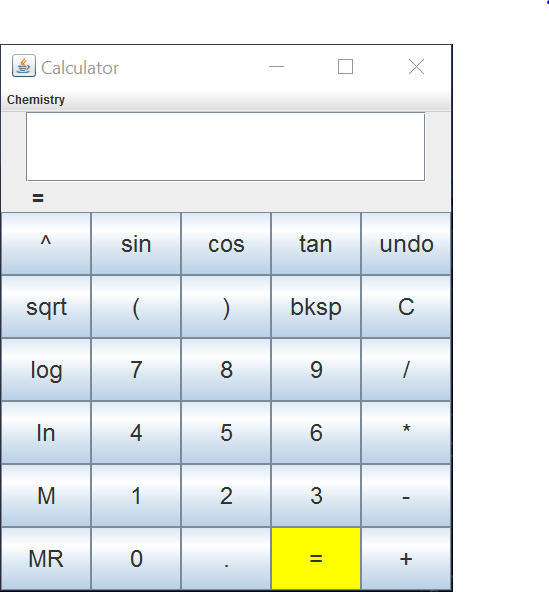 Calculator
Chemistry
=
^ sin cos tan undo
sqrt ( ) bksp C
log 7 8 9 /
ln 4 5 6 *
M 1 2 3 -
MR 0 . = +